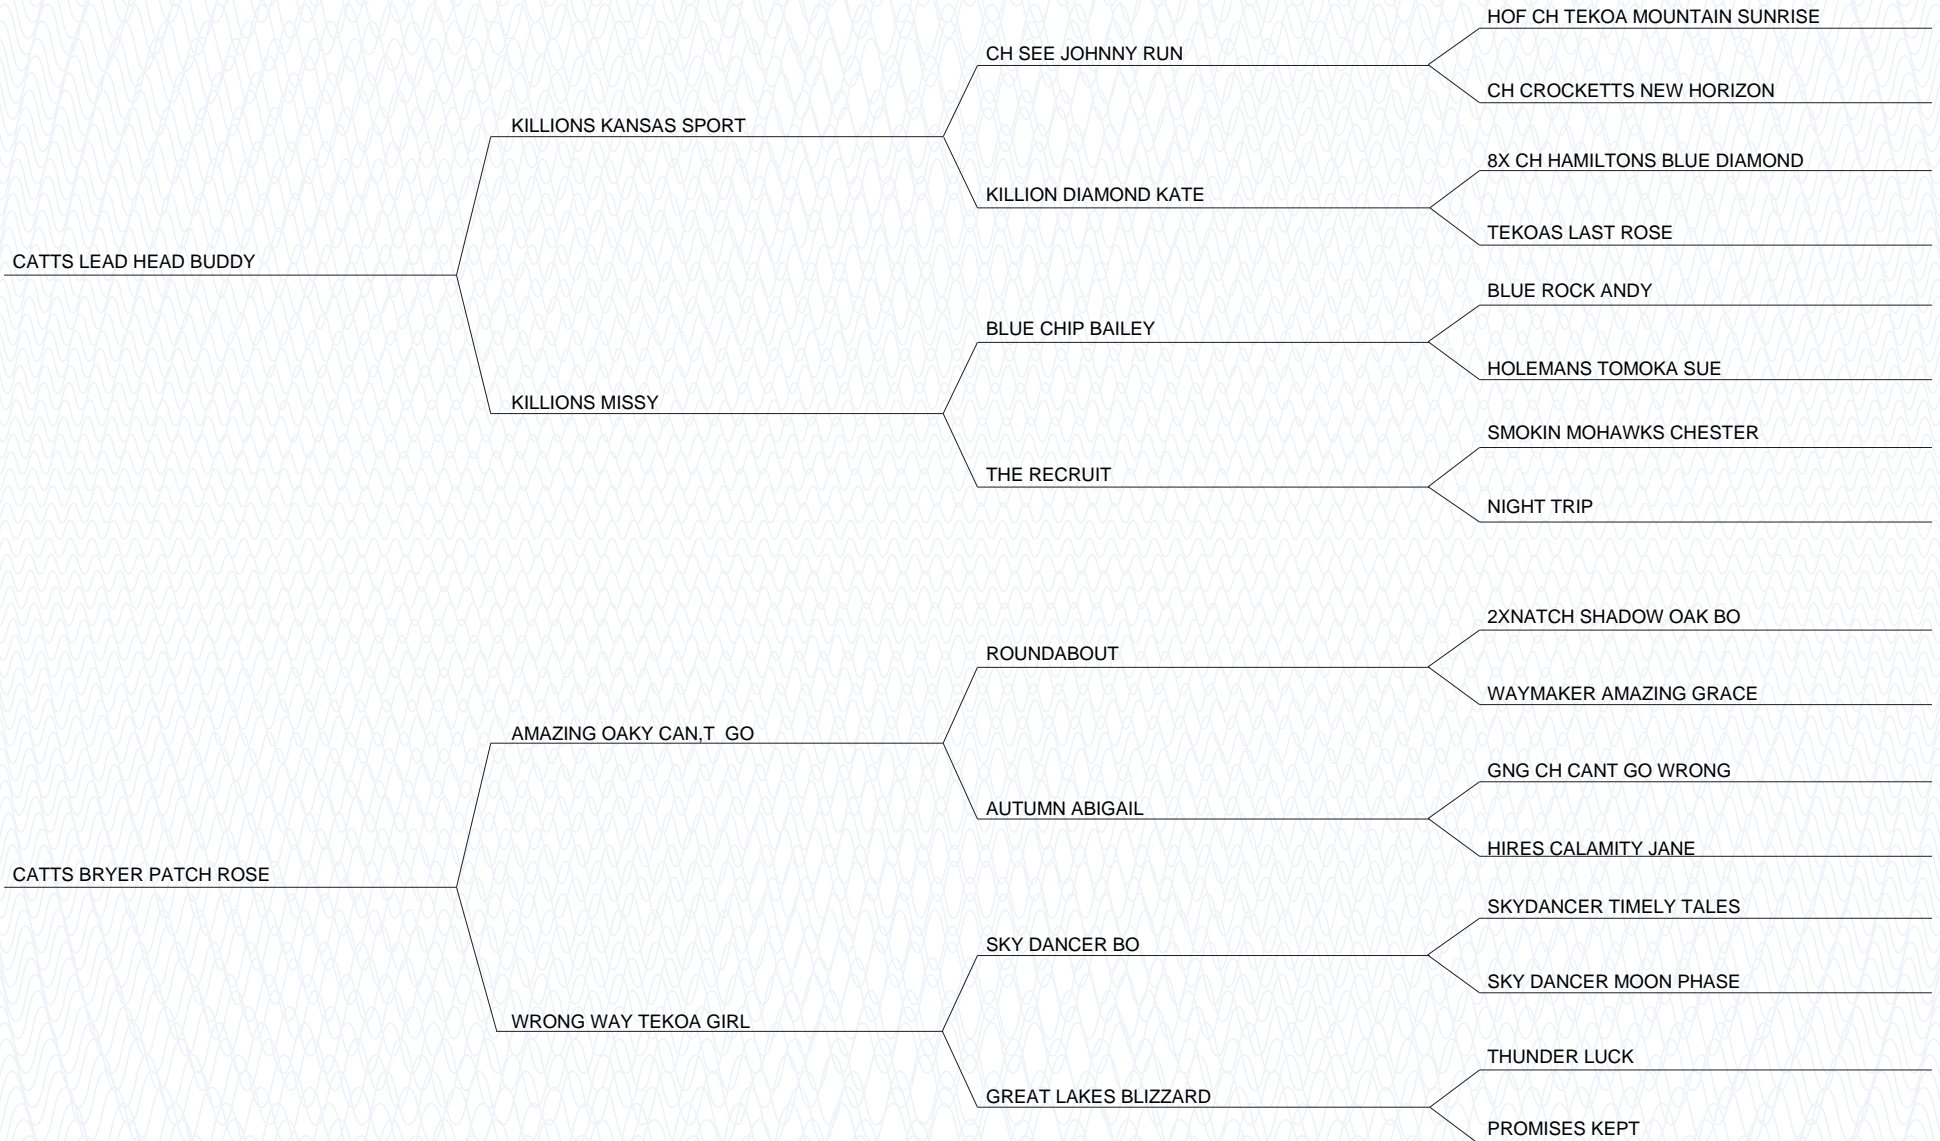 HOF CH TEKOA MOUNTAIN SUNRISE
CH SEE JOHNNY RUN
CH CROCKETTS NEW HORIZON
KILLIONS KANSAS SPORT
8X CH HAMILTONS BLUE DIAMOND
KILLION DIAMOND KATE
TEKOAS LAST ROSE
CATTS LEAD HEAD BUDDY
BLUE ROCK ANDY
BLUE CHIP BAILEY
HOLEMANS TOMOKA SUE
KILLIONS MISSY
SMOKIN MOHAWKS CHESTER
THE RECRUIT
NIGHT TRIP
2XNATCH SHADOW OAK BO
ROUNDABOUT
WAYMAKER AMAZING GRACE
AMAZING OAKY CAN,T  GO
GNG CH CANT GO WRONG
AUTUMN ABIGAIL
HIRES CALAMITY JANE
CATTS BRYER PATCH ROSE
SKYDANCER TIMELY TALES
SKY DANCER BO
SKY DANCER MOON PHASE
WRONG WAY TEKOA GIRL
THUNDER LUCK
GREAT LAKES BLIZZARD
PROMISES KEPT